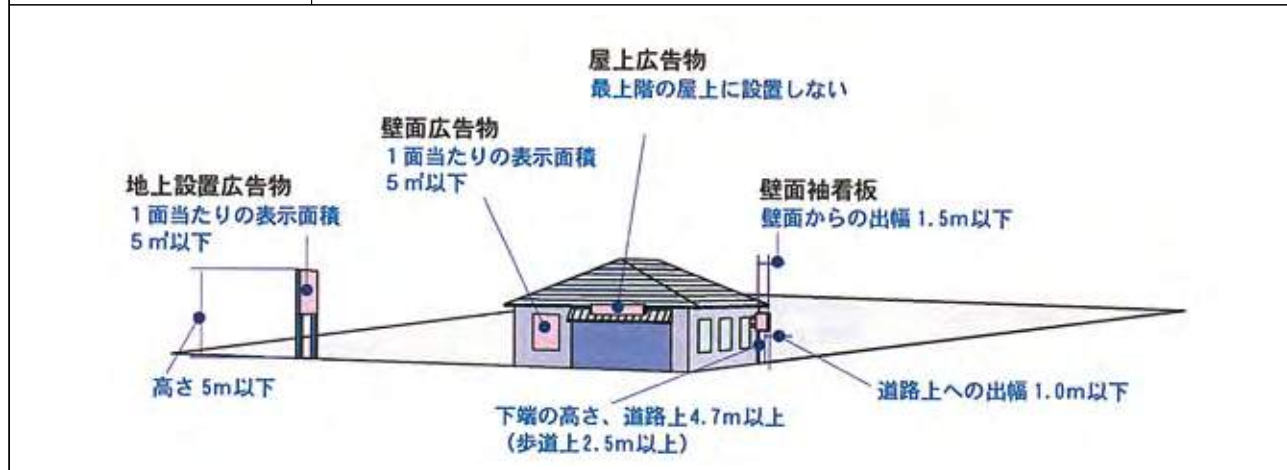 屋上広告物
最上階の屋上に設置しない
壁面広告物
1面当たりの表示面積
5㎡以下
地上設置広告物
1面当たりの表示面積
5㎡以下
壁面袖看板
壁面からの出幅 1.5m以下
高さ 5m以下
道路上への出幅 1.0m以下
下端の高さ、道路上4.7m以上
(歩道上2.5m以上)